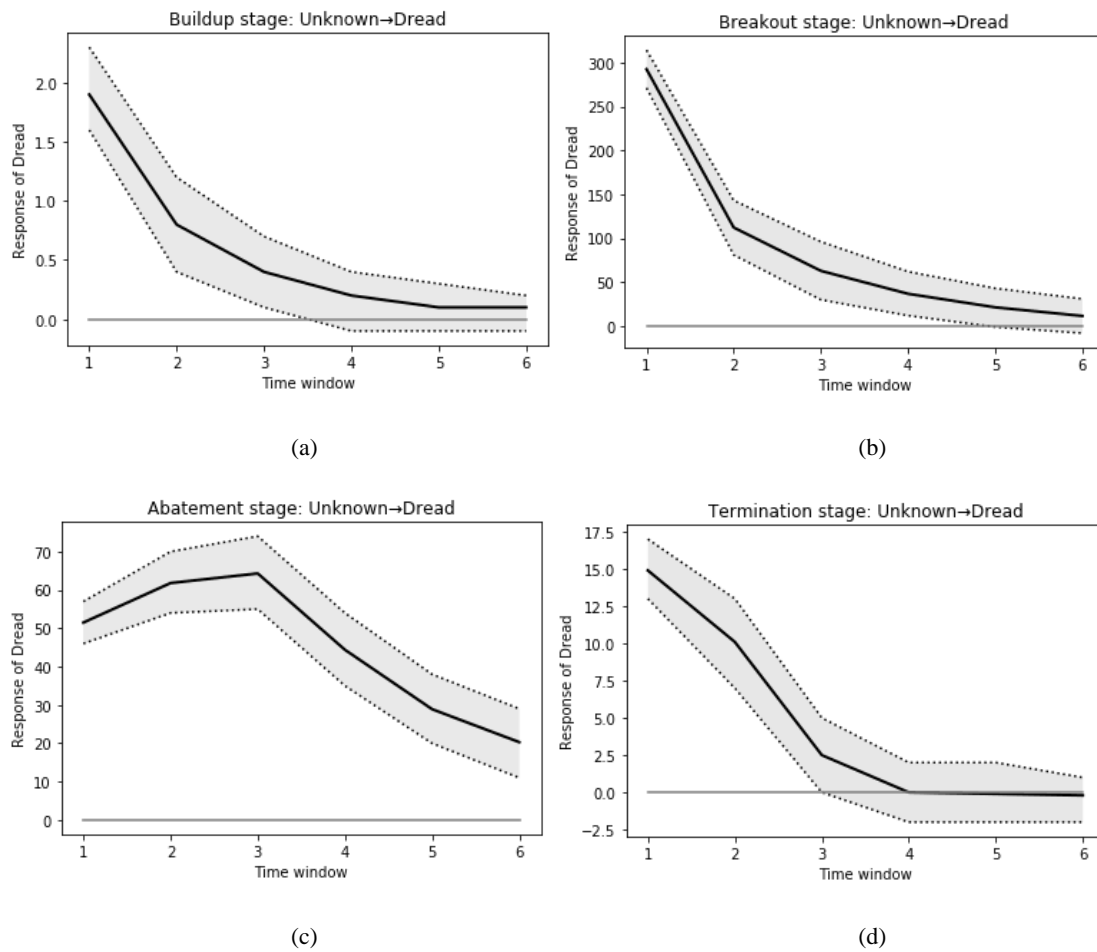 Buildup stage: Unknown→Dread
Response of Dread
2.0
1.5
1.0
0.5
0.0
1 2 3 4 5 6
Time window
(a)
Breakout stage: Unknown→Dread
Response of Dread
300
250
200
150
100
50
0
1 2 3 4 5 6
Time window
(b)
Abatement stage: Unknown→Dread
Response of Dread
70
60
50
40
30
20
10
0
1 2 3 4 5 6
Time window
(c)
Termination stage: Unknown→Dread
Response of Dread
17.5
15.0
12.5
10.0
7.5
5.0
2.5
0.0
−2.5
1 2 3 4 5 6
Time window
(d)